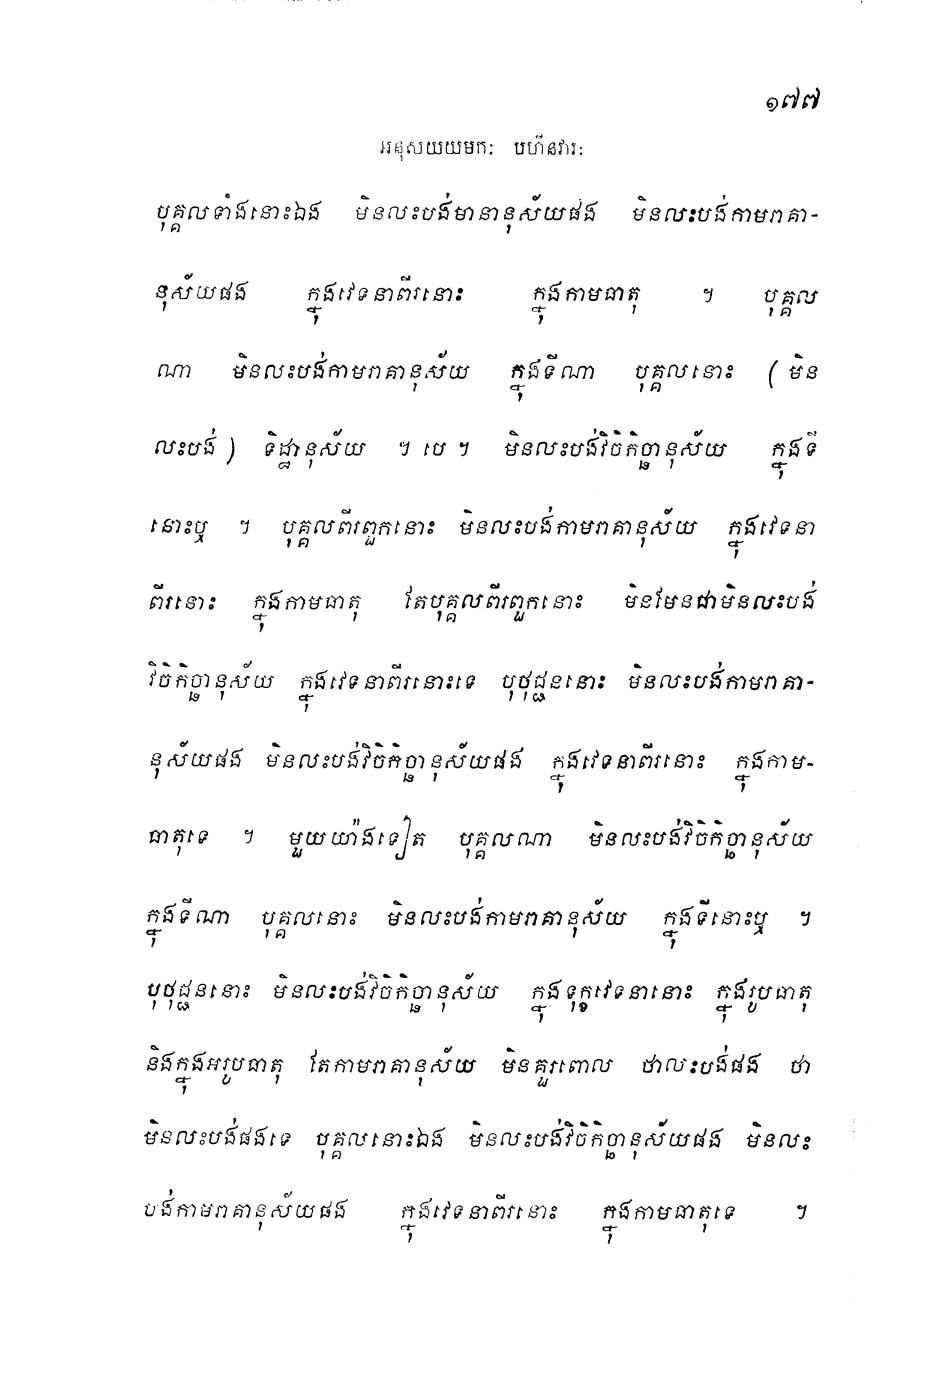 ១៧៧
អនុសយយមកៈ បហីនវារៈ
បុគ្គលទាំងនោះឯង មិនលះបង់មានានុស័យផង មិនលះបង់កាមរាគា-
នុស័យផង ក្នុងវេទនាពីរនោះ ក្នុងកាមធាតុ ។ បុគ្គល
ណា មិនលះបង់កាមរាគានុស័យ ក្នុងទីណា បុគ្គលនោះ (មិន
លះបង់) ទិដ្ឋានុស័យ ។ បេ ។ មិនលះបង់វិចិកិច្ឆានុស័យ ក្នុងទី
នោះឬ ។ បុគ្គលពីរពួកនោះ មិនលះបង់កាមរាគានុស័យ ក្នុងវេទនា
ពីរនោះ ក្នុងកាមធាតុ តែបុគ្គលពីរពួកនោះ មិនមែនជាមិនលះបង់
វិចិកិច្ឆានុស័យ ក្នុងវេទនាពីរនោះទេ បុថុជ្ជននោះ មិនលះបង់កាមរាគា-
នុស័យផង មិនលះបង់វិចិកិច្ឆានុស័យផង ក្នុងវេទនាពីរនោះ ក្នុងកាម-
ធាតុទេ ។ មួយយ៉ាងទៀត បុគ្គលណា មិនលះបង់វិចិកិច្ឆានុស័យ
ក្នុងទីណា បុគ្គលនោះ មិនលះបង់កាមរាគានុស័យ ក្នុងទីនោះឬ ។
បុថុជ្ជននោះ មិនលះបង់វិចិកិច្ឆានុស័យ ក្នុងទុក្ខវេទនានោះ ក្នុងរូបធាតុ
និងក្នុងអរូបធាតុ តែកាមរាគានុស័យ មិនគួរពោល ថាលះបង់ផង ថា
មិនលះបង់ផងទេ បុគ្គលនោះឯង មិនលះបង់វិចិកិច្ឆានុស័យផង មិនលះ
បង់កាមរាគានុស័យផង ក្នុងវេទនាពីរនោះ ក្នុងកាមធាតុទេ ។